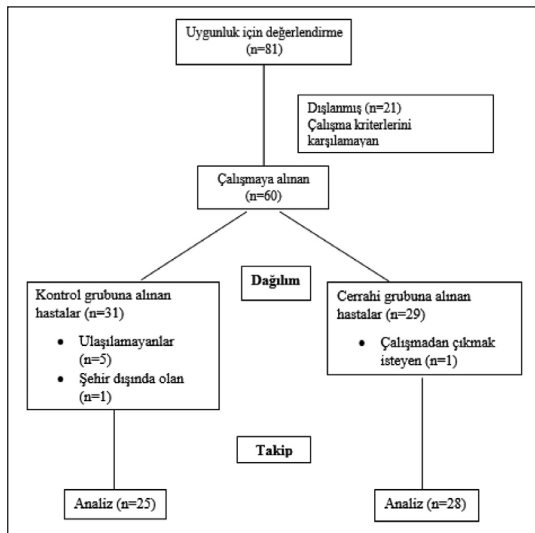 Uygunluk için değerlendirme
(n=81)
Dışlanmış (n=21)
Çalışma kriterlerini
karşılamayan
Çalışmaya alınan
(n=60)
Dağılım
Kontrol grubuna alınan
hastalar (n=31)
• Ulaşılamayanlar
(n=5)
• Şehir dışında olan
(n=1)
Cerrahi grubuna alınan
hastalar (n=29)
• Çalışmadan çıkmak
isteyen (n=1)
Takip
Analiz (n=25)
Analiz (n=28)